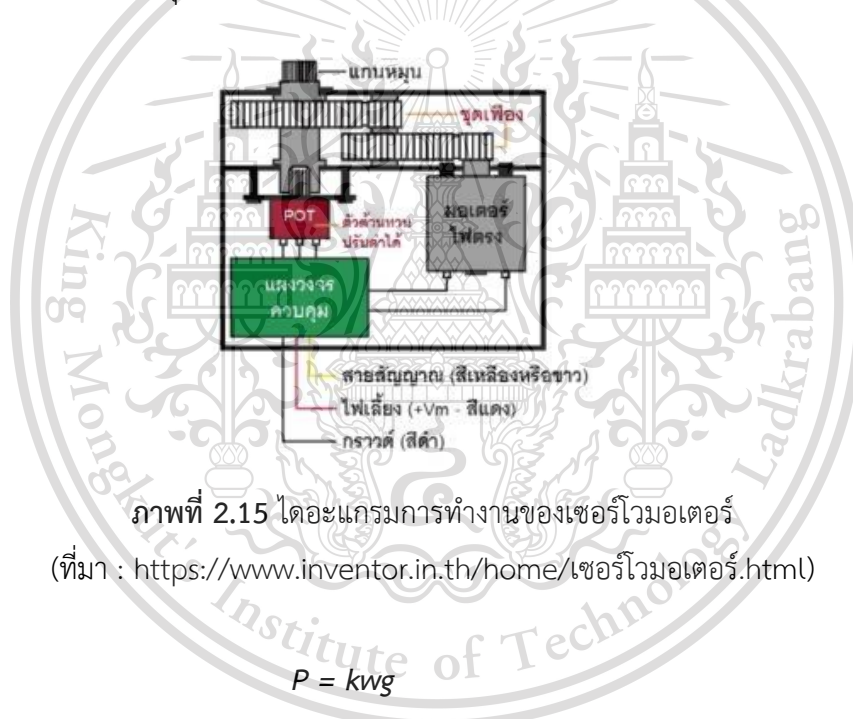 แกนหมุน
ชุดเฟือง
POT
ตัวต้านทาน
ปรับค่าได้
มอเตอร์
ไฟตรง
แผงวงจร
ควบคุม
สายสัญญาณ (สีเหลืองหรือขาว)
ไฟเลี้ยง (+Vm - สีแดง)
กราวด์ (สีดำ)
ภาพที่ 2.15 ไดอะแกรมการทำงานของเซอร์โวมอเตอร์
(ที่มา : https://www.inventor.in.th/home/เซอร์โวมอเตอร์.html)
P = kwg
King Mongkut's Institute of Technology Ladkrabang